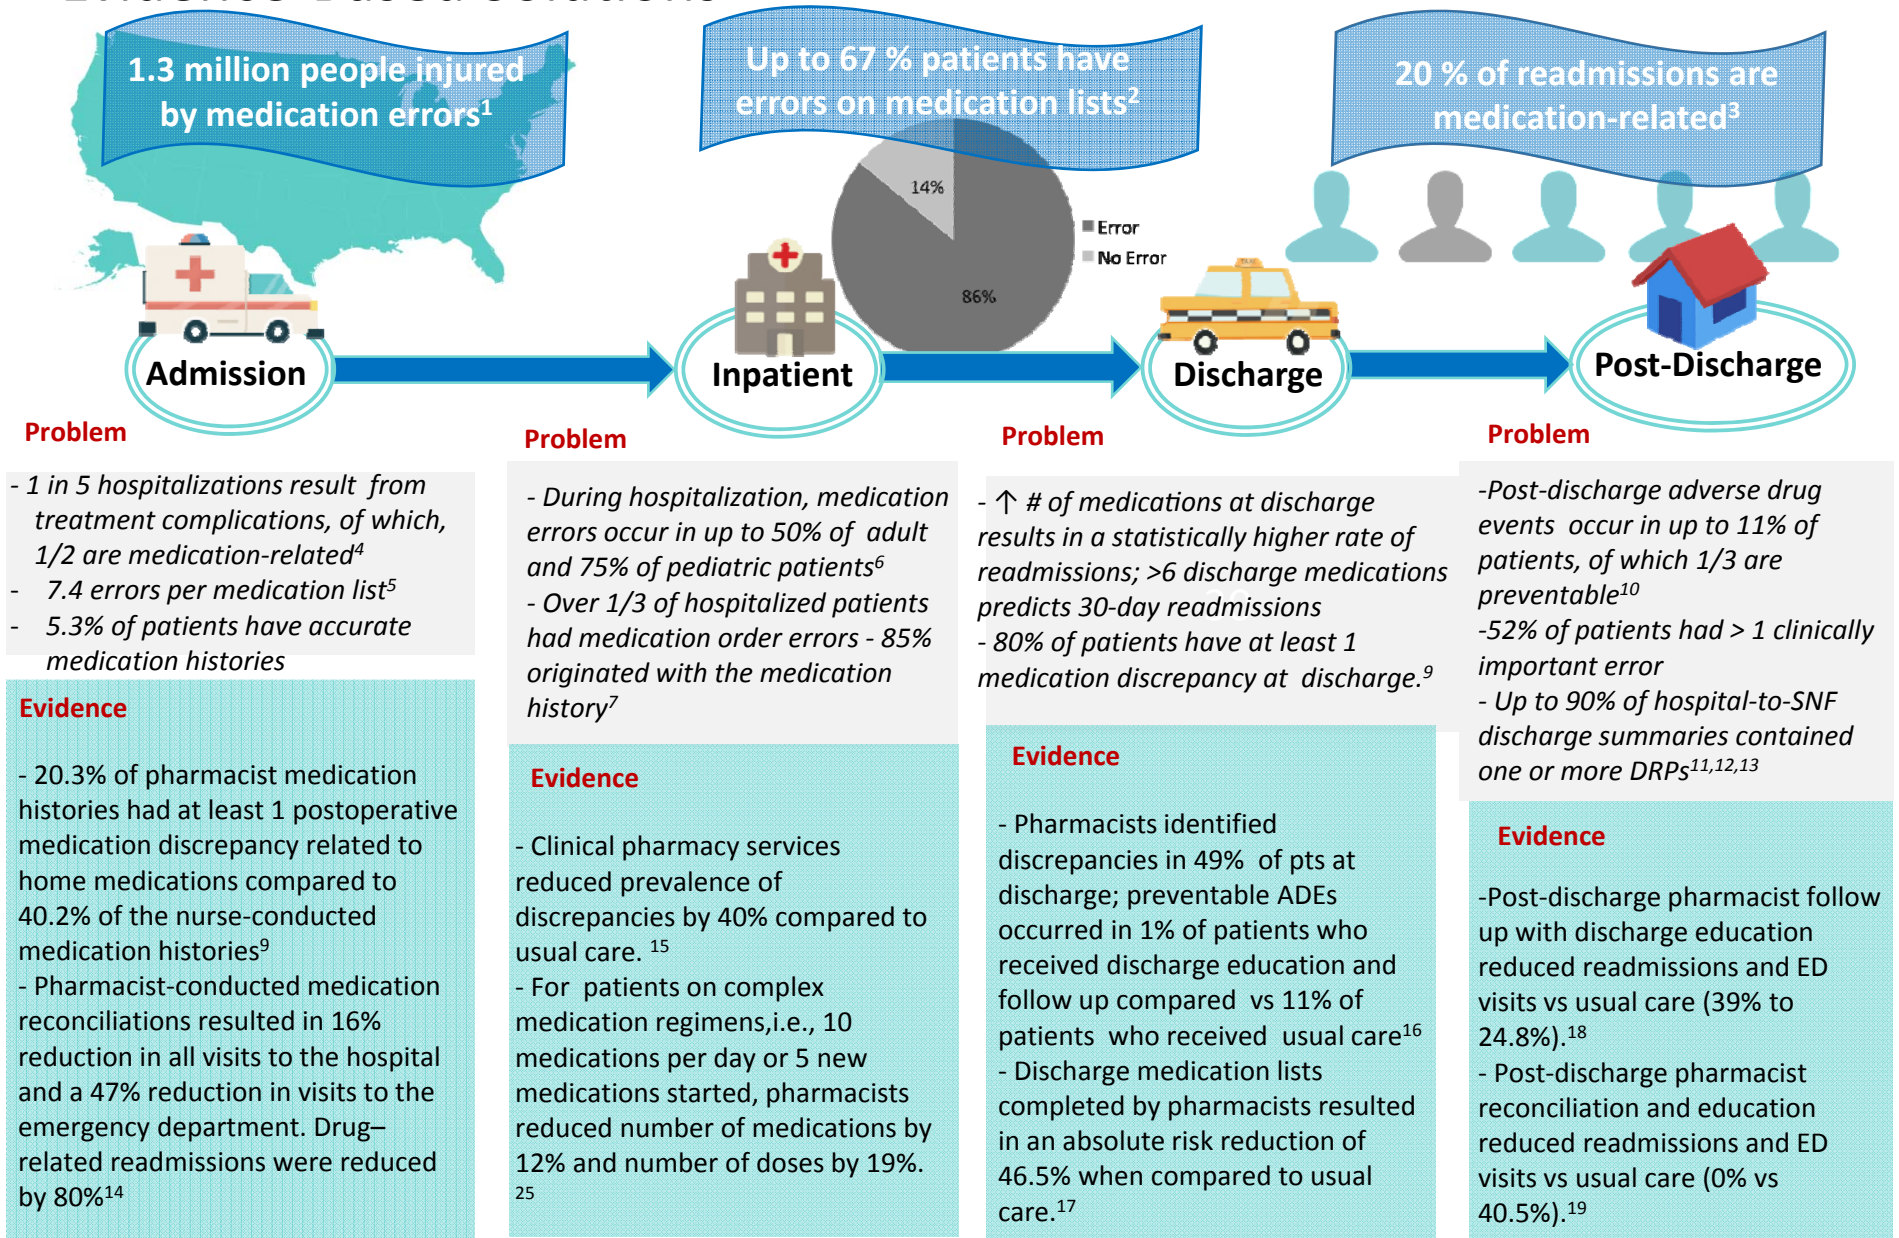 Evidence-Based Solutions
1.3 million people injured
by medication errors1
Up to 67 % patients have
errors on medication lists2
20 % of readmissions are
medication-related3
14%
86%
Error
No Error
TAXI
Admission
Inpatient
Discharge
Post-Discharge
Problem
- 1 in 5 hospitalizations result from
treatment complications, of which,
1/2 are medication-related4
- 7.4 errors per medication list5
- 5.3% of patients have accurate
medication histories
Evidence
- 20.3% of pharmacist medication
histories had at least 1 postoperative
medication discrepancy related to
home medications compared to
40.2% of the nurse-conducted
medication histories9
- Pharmacist-conducted medication
reconciliations resulted in 16%
reduction in all visits to the hospital
and a 47% reduction in visits to the
emergency department. Drug–
related readmissions were reduced
by 80%14
Problem
- During hospitalization, medication
errors occur in up to 50% of adult
and 75% of pediatric patients6
- Over 1/3 of hospitalized patients
had medication order errors - 85%
originated with the medication
history7
Evidence
- Clinical pharmacy services
reduced prevalence of
discrepancies by 40% compared to
usual care. 15
- For patients on complex
medication regimens,i.e., 10
medications per day or 5 new
medications started, pharmacists
reduced number of medications by
12% and number of doses by 19%.
25
Problem
- ↑ # of medications at discharge
results in a statistically higher rate of
readmissions; >6 discharge medications
predicts 30-day readmissions
- 80% of patients have at least 1
medication discrepancy at discharge.9
Evidence
- Pharmacists identified
discrepancies in 49% of pts at
discharge; preventable ADEs
occurred in 1% of patients who
received discharge education and
follow up compared vs 11% of
patients who received usual care16
- Discharge medication lists
completed by pharmacists resulted
in an absolute risk reduction of
46.5% when compared to usual
care.17
Problem
-Post-discharge adverse drug
events occur in up to 11% of
patients, of which 1/3 are
preventable10
-52% of patients had > 1 clinically
important error
- Up to 90% of hospital-to-SNF
discharge summaries contained
one or more DRPs11,12,13
Evidence
-Post-discharge pharmacist follow
up with discharge education
reduced readmissions and ED
visits vs usual care (39% to
24.8%).18
- Post-discharge pharmacist
reconciliation and education
reduced readmissions and ED
visits vs usual care (0% vs
40.5%).19